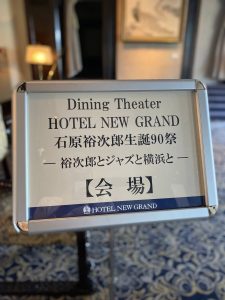 Dining Theater
HOTEL NEW GRAND
石原裕次郎生誕90祭
― 裕次郎とジャズと横浜と ―
【会 場】
HOTEL NEW GRAND